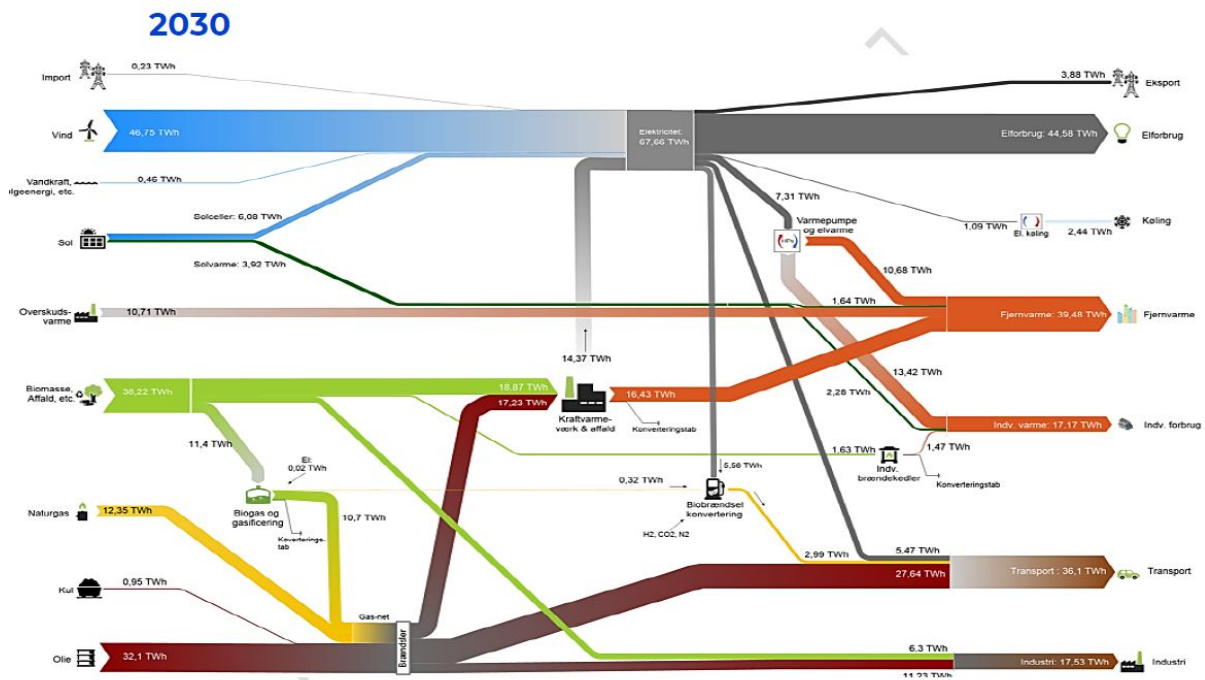 2030
Import
0,23 TWh
3,88 TWh
Eksport
Vind
46,75 TWh
Elektricitet:
67,66 TWh
Elforbrug: 44,58 TWh
Elforbrug
Vandkraft,
lgeenergi, etc.
0,46 TWh
7,31 TWh
Solceller: 6,08 TWh
Sol
Solvarme: 3,92 TWh
Varmepumpe
og elvarme
1,09 TWh
El. køling
2,44 TWh
Køling
10,68 TWh
Overskuds-
varme
10,71 TWh
1,64 TWh
Fjernvarme: 39,48 TWh
Fjernvarme
14,37 TWh
13,42 TWh
2,28 TWh
Biomasse,
Affald, etc.
38,22 TWh
18,87 TWh
17,23 TWh
16,43 TWh
Kraftvarme-
værk & affald
Konverteringstab
Indv. varme: 17,17 TWh
Indv. forbrug
11,4 TWh
1,63 TWh
1,47 TWh
Indv.
brændekedler
Konverteringstab
El:
0,02 TWh
0,32 TWh
5,56 TWh
Biogas og
gasificering
Koverterings-
tab
10,7 TWh
Biobrændsel
konvertering
H2, CO2, N2
Naturgas
12,35 TWh
2,99 TWh
5,47 TWh
27,64 TWh
Transport : 36,1 TWh
Transport
Kul
0,95 TWh
Gas-net
Brændsler
Olie
32,1 TWh
6.3 TWh
Industri: 17,53 TWh
Industri
11,23 TWh